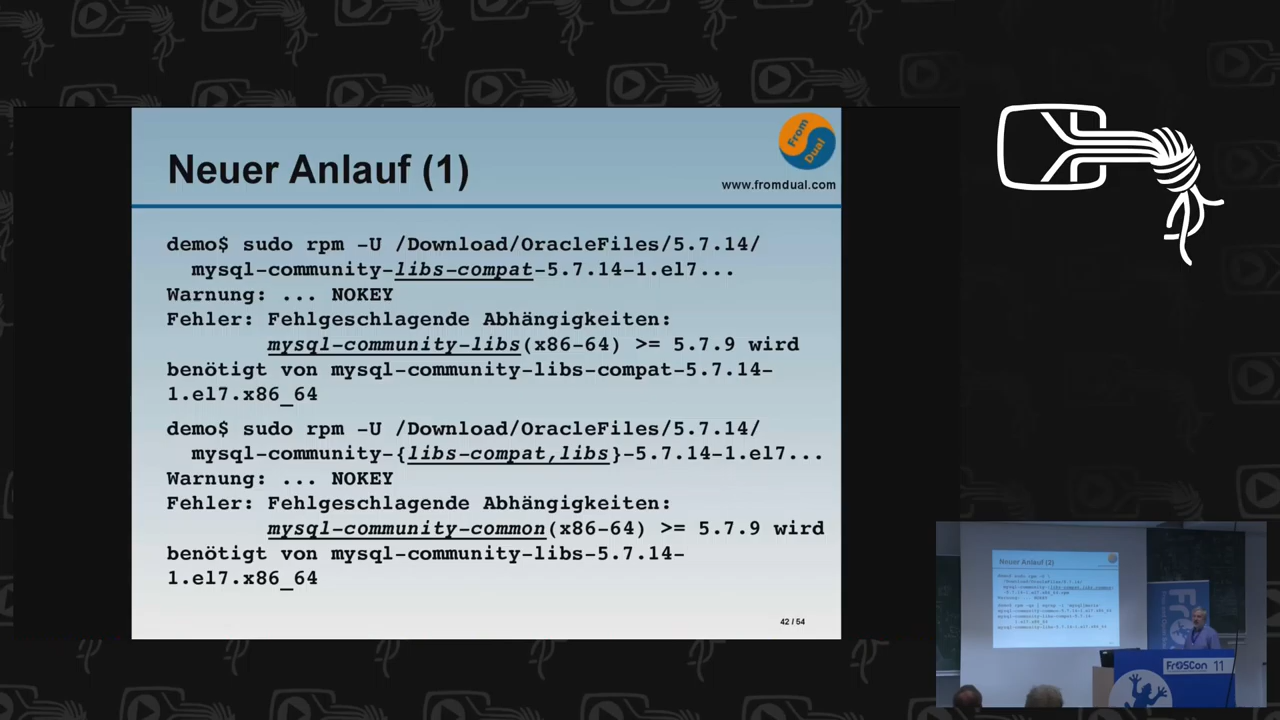 Neuer Anlauf (1)
From
Dual
www.fromdual.com
demo$ sudo rpm -U /Download/OracleFiles/5.7.14/
mysql-community-libs-compat-5.7.14-1.el7...
Warnung: ... NOKEY
Fehler: Fehlgeschlagende Abhängigkeiten:
mysql-community-libs(x86-64) >= 5.7.9 wird
benötigt von mysql-community-libs-compat-5.7.14-
1.el7.x86_64
demo$ sudo rpm -U /Download/OracleFiles/5.7.14/
mysql-community-{libs-compat,libs}-5.7.14-1.el7...
Warnung: ... NOKEY
Fehler: Fehlgeschlagende Abhängigkeiten:
mysql-community-common(x86-64) >= 5.7.9 wird
benötigt von mysql-community-libs-5.7.14-
1.el7.x86_64
42 / 54
Neuer Anlauf (2)
FrOSCon 11